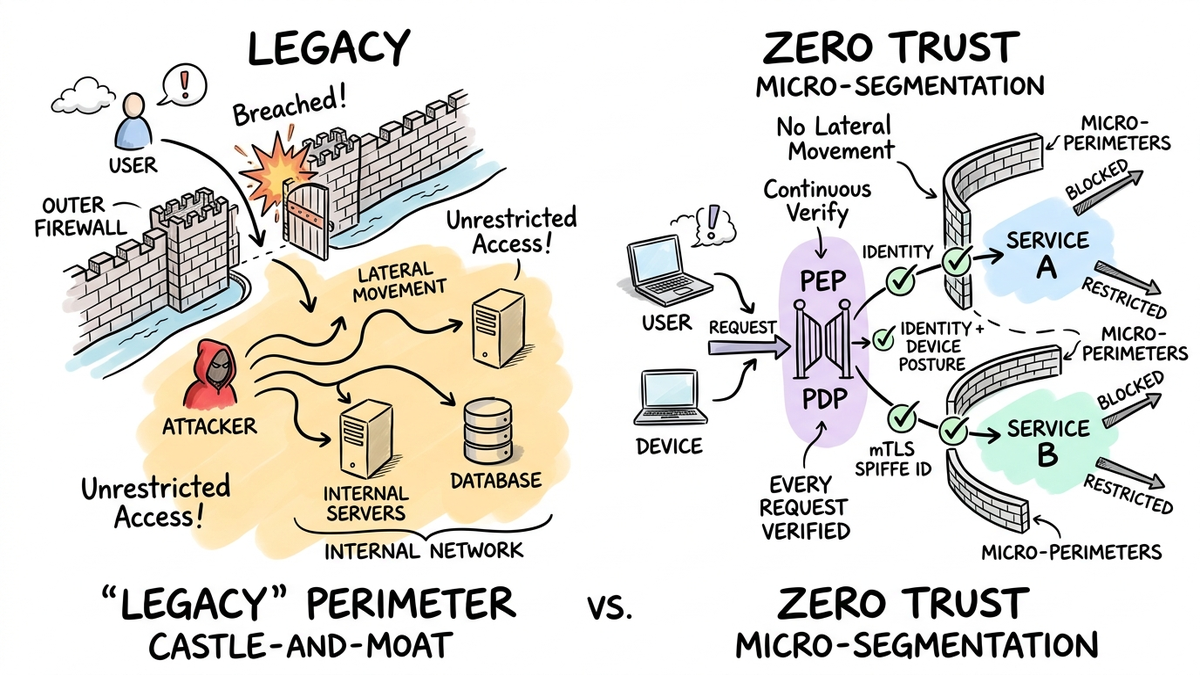 LEGACY
!
Breached!
USER
OUTER
FIREWALL
Unrestricted
Access!
LATERAL
MOVEMENT
ATTACKER
Unrestricted
Access!
INTERNAL
SERVERS
DATABASE
INTERNAL NETWORK
"LEGACY" PERIMETER
CASTLE-AND-MOAT
VS.
ZERO TRUST
MICRO-SEGMENTATION
No Lateral
Movement
MICRO-
PERIMETERS
Continuous
Verify
BLOCKED
!
IDENTITY
SERVICE
A
PEP
USER
REQUEST
IDENTITY +
DEVICE
POSTURE
RESTRICTED
MICRO-
PERIMETERS
PDP
BLOCKED
DEVICE
mTLS
SPIFFE ID
SERVICE
B
RESTRICTED
EVERY
REQUEST
VERIFIED
MICRO-PERIMETERS
ZERO TRUST
MICRO-SEGMENTATION